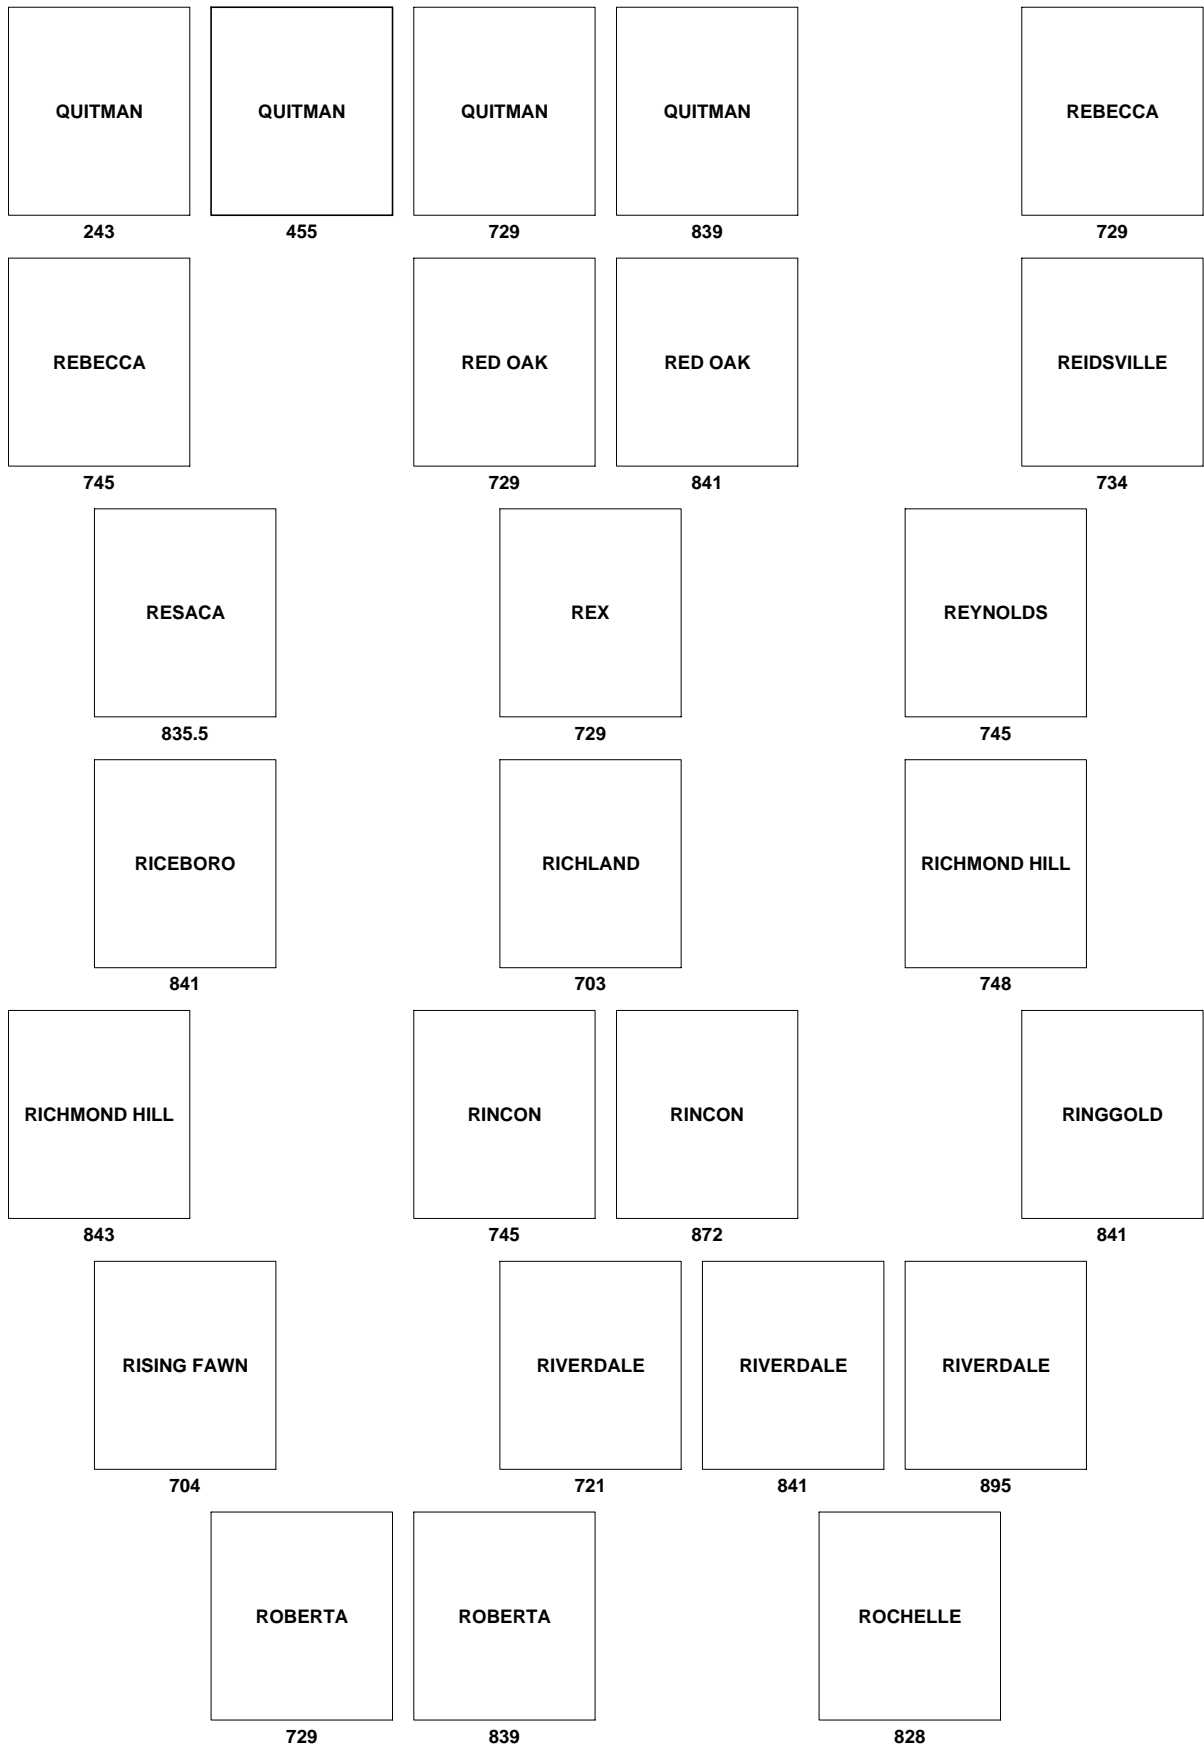 QUITMAN QUITMAN QUITMAN QUITMAN REBECCA
243 455 729 839 729
REBECCA RED OAK RED OAK REIDSVILLE
745 729 841 734
RESACA REX REYNOLDS
835.5 729 745
RICEBORO RICHLAND RICHMOND HILL
841 703 748
RICHMOND HILL RINCON RINCON RINGGOLD
843 745 872 841
RISING FAWN RIVERDALE RIVERDALE RIVERDALE
704 721 841 895
ROBERTA ROBERTA ROCHELLE
729 839 828